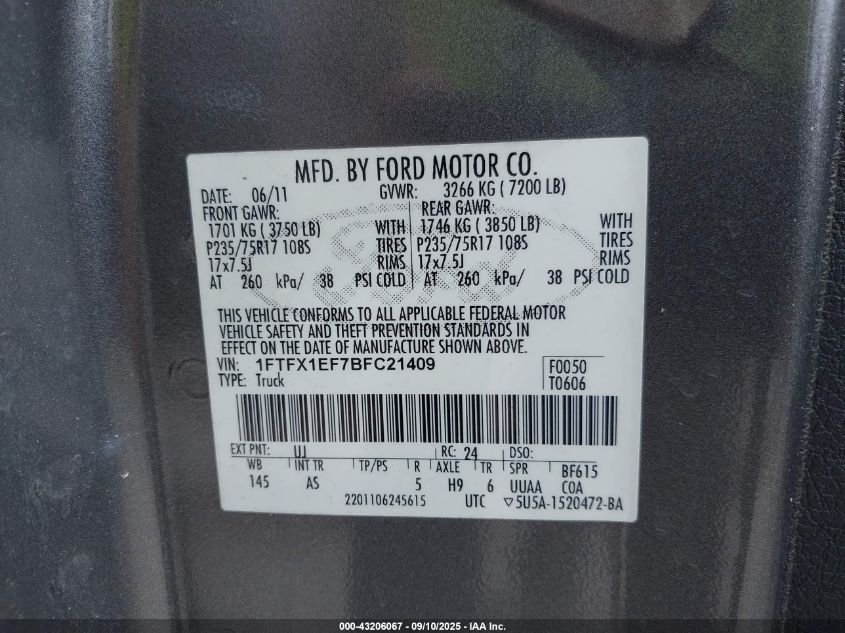 MFD. BY FORD MOTOR CO.
DATE: 06/11 GVWR: 3266 KG ( 7200 LB)
FRONT GAWR: REAR GAWR:
1701 KG ( 3750 LB) WITH 1746 KG ( 3850 LB) WITH
P235/75R17 108S TIRES P235/75R17 108S TIRES
17x7.5J RIMS 17x7.5J RIMS
AT 260 kPa/ 38 PSI COLD AT 260 kPa/ 38 PSI COLD
THIS VEHICLE CONFORMS TO ALL APPLICABLE FEDERAL MOTOR
VEHICLE SAFETY AND THEFT PREVENTION STANDARDS IN
EFFECT ON THE DATE OF MANUFACTURE SHOWN ABOVE.
VIN: 1FTFX1EF7BFC21409 F0050
TYPE: Truck T0606
EXT PNT: UJ RC: 24 DSO:
WB INT TR TP/PS R AXLE TR SPR BF615
145 AS 5 H9 6 UUAA COA
2201106245615 UTC ▽5U5A-1520472-BA
000-43206067 - 09/10/2025 - IAA Inc.